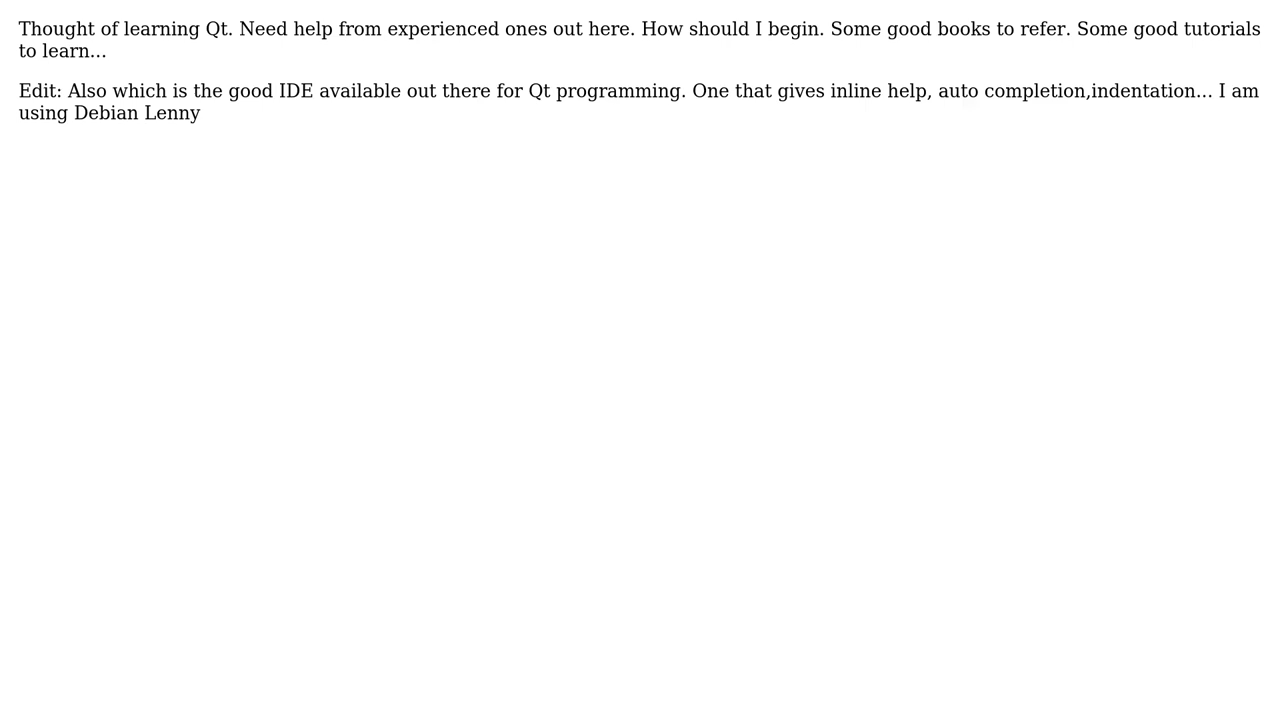 Thought of learning Qt. Need help from experienced ones out here. How should I begin. Some good books to refer. Some good tutorials
to learn...
Edit: Also which is the good IDE available out there for Qt programming. One that gives inline help, auto completion,indentation... I am
using Debian Lenny